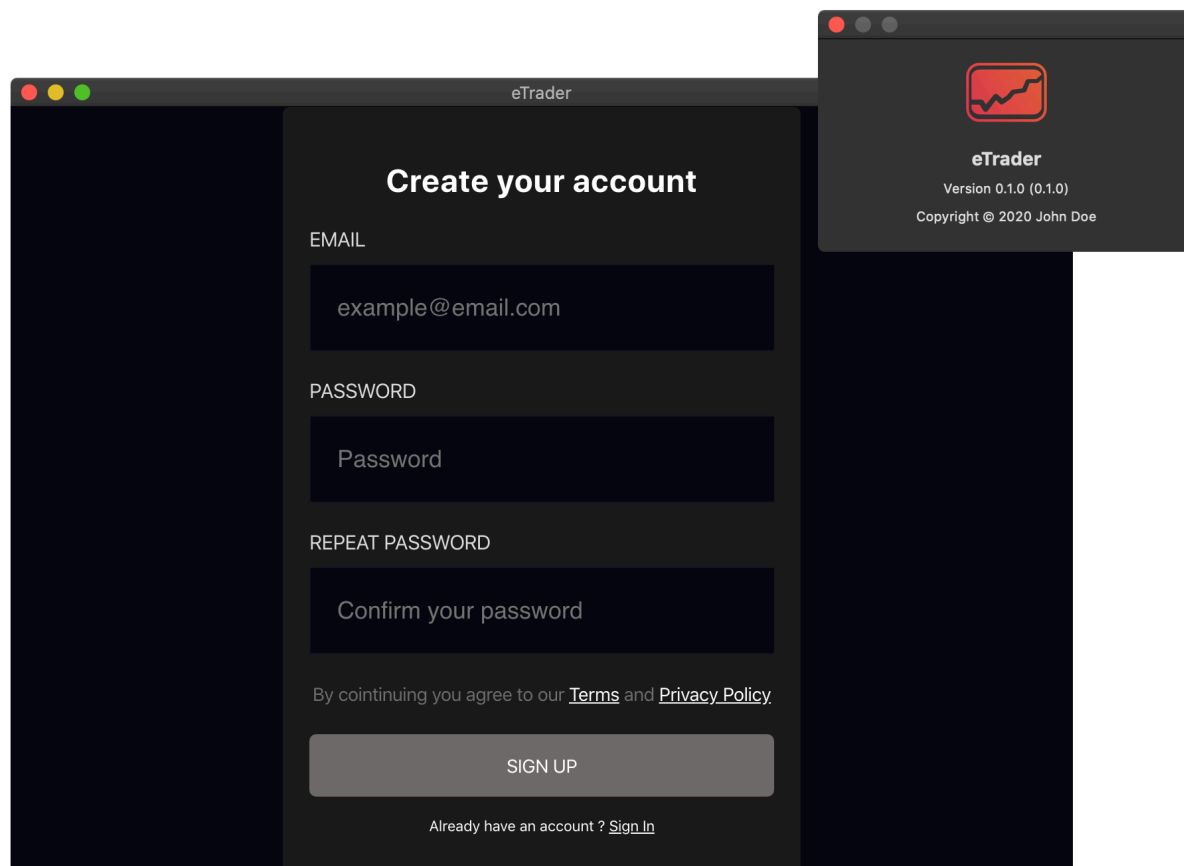 eTrader
Create your account
EMAIL
example@email.com
PASSWORD
Password
REPEAT PASSWORD
Confirm your password
By cointinuing you agree to our Terms and Privacy Policy
SIGN UP
Already have an account ? Sign In
eTrader
Version 0.1.0 (0.1.0)
Copyright © 2020 John Doe